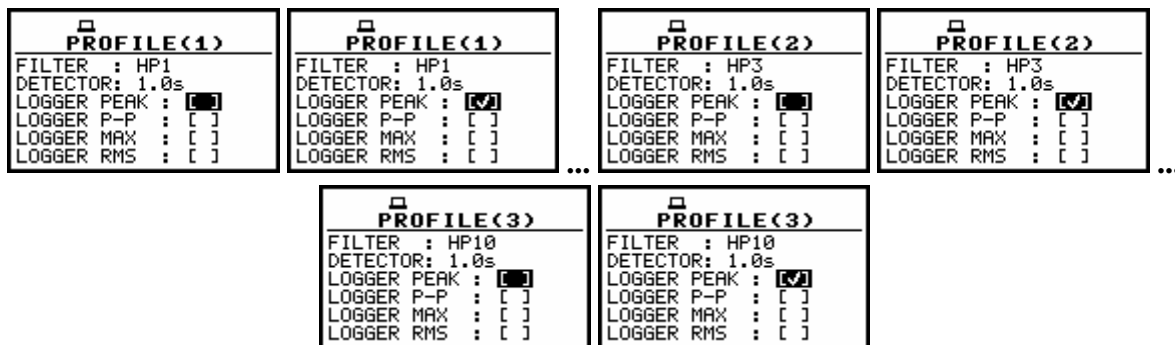 PROFILE(1)
FILTER : HP1
DETECTOR: 1.0s
LOGGER PEAK : [ ]
LOGGER P-P : [ ]
LOGGER MAX : [ ]
LOGGER RMS : [ ]
PROFILE(1)
FILTER : HP1
DETECTOR: 1.0s
LOGGER PEAK : [√]
LOGGER P-P : [ ]
LOGGER MAX : [ ]
LOGGER RMS : [ ]
...
PROFILE(2)
FILTER : HP3
DETECTOR: 1.0s
LOGGER PEAK : [ ]
LOGGER P-P : [ ]
LOGGER MAX : [ ]
LOGGER RMS : [ ]
PROFILE(2)
FILTER : HP3
DETECTOR: 1.0s
LOGGER PEAK : [√]
LOGGER P-P : [ ]
LOGGER MAX : [ ]
LOGGER RMS : [ ]
...
PROFILE(3)
FILTER : HP10
DETECTOR: 1.0s
LOGGER PEAK : [ ]
LOGGER P-P : [ ]
LOGGER MAX : [ ]
LOGGER RMS : [ ]
PROFILE(3)
FILTER : HP10
DETECTOR: 1.0s
LOGGER PEAK : [√]
LOGGER P-P : [ ]
LOGGER MAX : [ ]
LOGGER RMS : [ ]